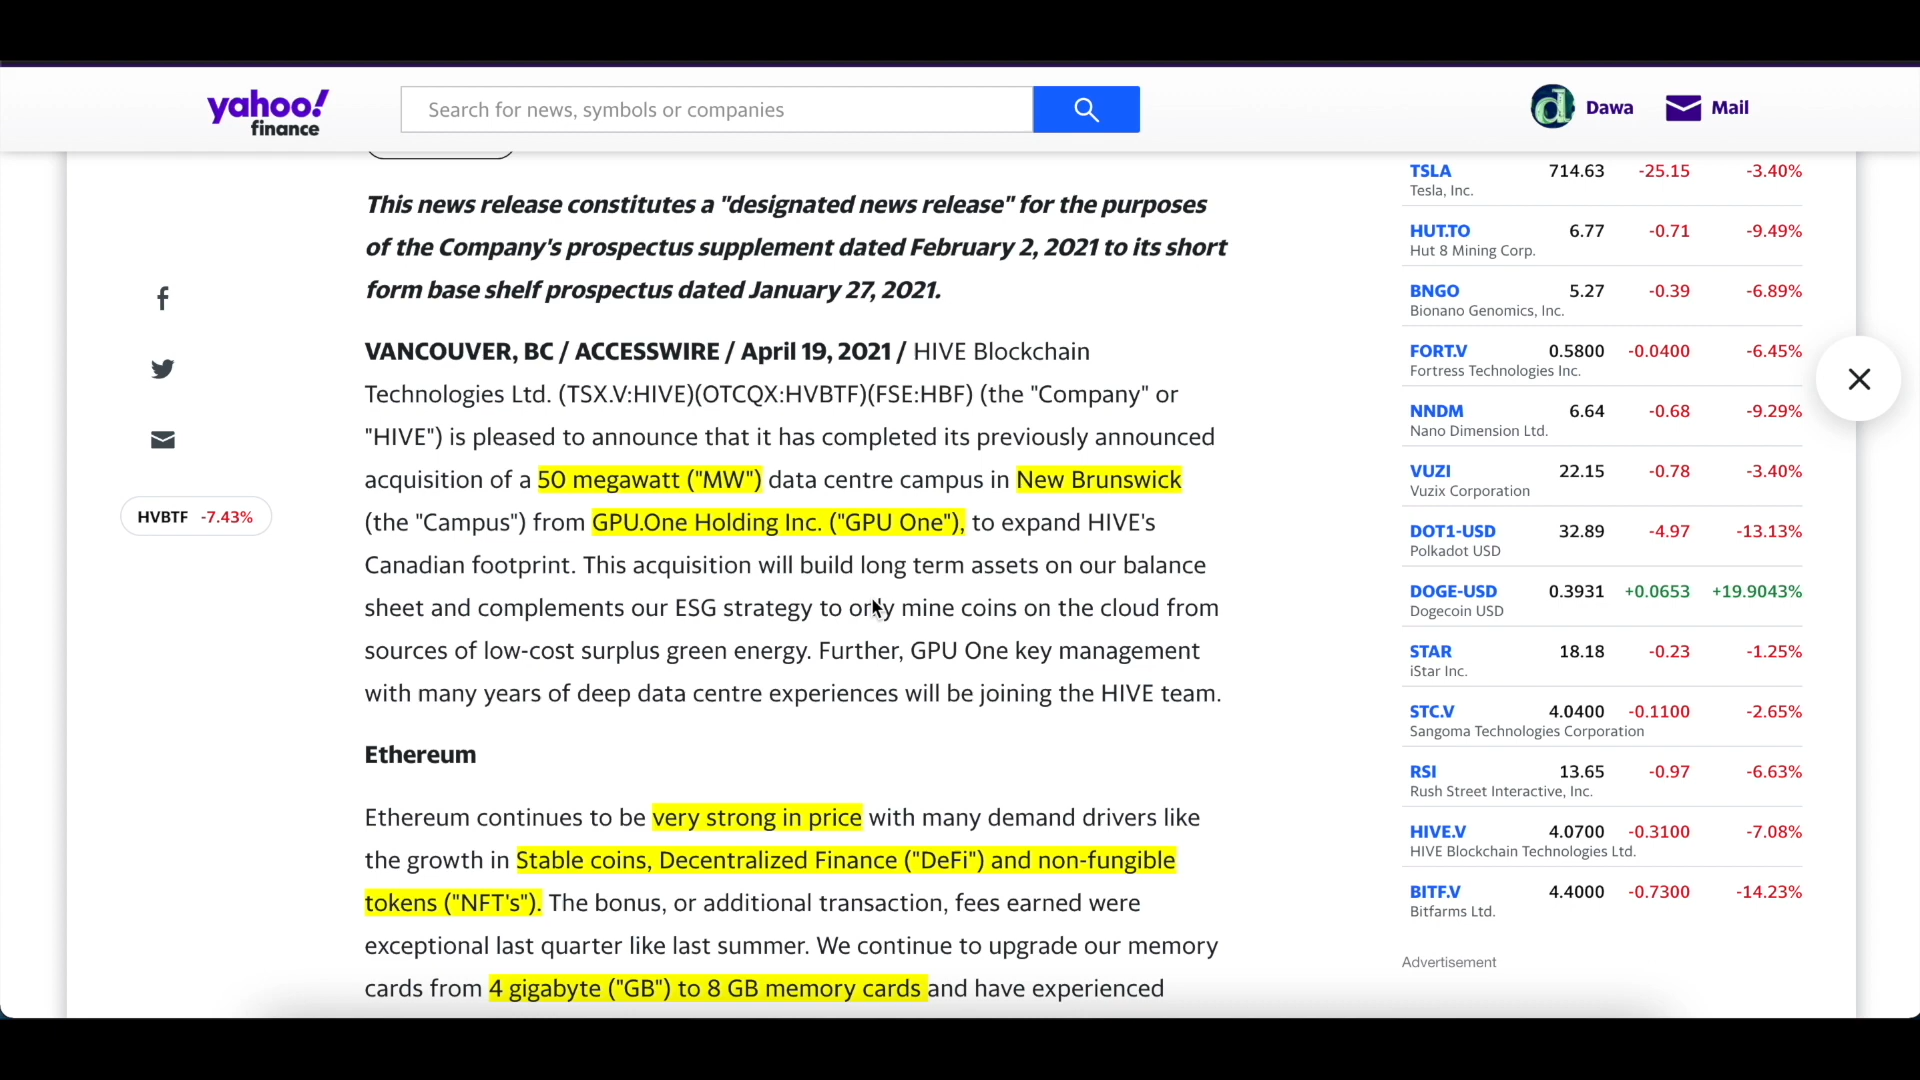 yahoo!
finance
Search for news, symbols or companies
Dawa
Mail
This news release constitutes a "designated news release" for the purposes
of the Company's prospectus supplement dated February 2, 2021 to its short
form base shelf prospectus dated January 27, 2021.
VANCOUVER, BC / ACCESSWIRE / April 19, 2021 / HIVE Blockchain
Technologies Ltd. (TSX.V:HIVE)(OTCQX:HVBTF)(FSE:HBF) (the "Company" or
"HIVE") is pleased to announce that it has completed its previously announced
acquisition of a 50 megawatt ("MW") data centre campus in New Brunswick
(the "Campus") from GPU.One Holding Inc. ("GPU One"), to expand HIVE's
Canadian footprint. This acquisition will build long term assets on our balance
sheet and complements our ESG strategy to only mine coins on the cloud from
sources of low-cost surplus green energy. Further, GPU One key management
with many years of deep data centre experiences will be joining the HIVE team.
Ethereum
Ethereum continues to be very strong in price with many demand drivers like
the growth in Stable coins, Decentralized Finance ("DeFi") and non-fungible
tokens ("NFT's"). The bonus, or additional transaction, fees earned were
exceptional last quarter like last summer. We continue to upgrade our memory
cards from 4 gigabyte ("GB") to 8 GB memory cards and have experienced
HVBTF -7.43%
TSLA 714.63 -25.15 -3.40%
Tesla, Inc.
HUT.TO 6.77 -0.71 -9.49%
Hut 8 Mining Corp.
BNGO 5.27 -0.39 -6.89%
Bionano Genomics, Inc.
FORT.V 0.5800 -0.0400 -6.45%
Fortress Technologies Inc.
NNDM 6.64 -0.68 -9.29%
Nano Dimension Ltd.
VUZI 22.15 -0.78 -3.40%
Vuzix Corporation
DOT1-USD 32.89 -4.97 -13.13%
Polkadot USD
DOGE-USD 0.3931 +0.0653 +19.9043%
Dogecoin USD
STAR 18.18 -0.23 -1.25%
iStar Inc.
STC.V 4.0400 -0.1100 -2.65%
Sangoma Technologies Corporation
RSI 13.65 -0.97 -6.63%
Rush Street Interactive, Inc.
HIVE.V 4.0700 -0.3100 -7.08%
HIVE Blockchain Technologies Ltd.
BITF.V 4.4000 -0.7300 -14.23%
Bitfarms Ltd.
Advertisement